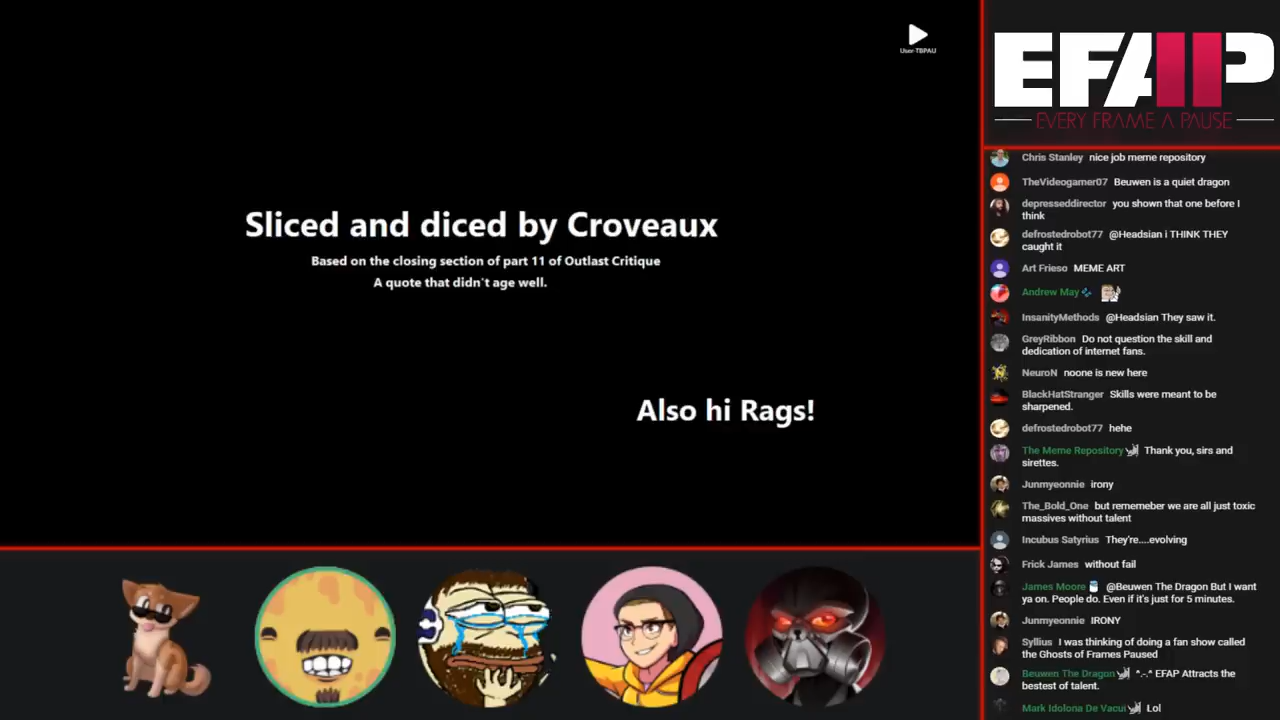 User-TBPAU
Sliced and diced by Croveaux
Based on the closing section of part 11 of Outlast Critique
A quote that didn't age well.
Also hi Rags!
EFAP
EVERY FRAME A PAUSE
Chris Stanley nice job meme repository
TheVideogamer07 Beuwen is a quiet dragon
depresseddirector you shown that one before I
think
defrostedrobot77 @Headsian i THINK THEY
caught it
Art Frieso MEME ART
Andrew May
InsanityMethods @Headsian They saw it.
GreyRibbon Do not question the skill and
dedication of internet fans.
NeuroN noone is new here
BlackHatStranger Skills were meant to be
sharpened.
defrostedrobot77 hehe
The Meme Repository Thank you, sirs and
sirettes.
Junmyeonnie irony
The_Bold_One but rememeber we are all just toxic
massives without talent
Incubus Satyrius They're....evolving
Frick James without fail
James Moore @Beuwen The Dragon But I want
ya on. People do. Even if it's just for 5 minutes.
Junmyeonnie IRONY
Syllius I was thinking of doing a fan show called
the Ghosts of Frames Paused
Beuwen The Dragon ^.-.^ EFAP Attracts the
bestest of talent.
Mark Idolona De Vacui Lol